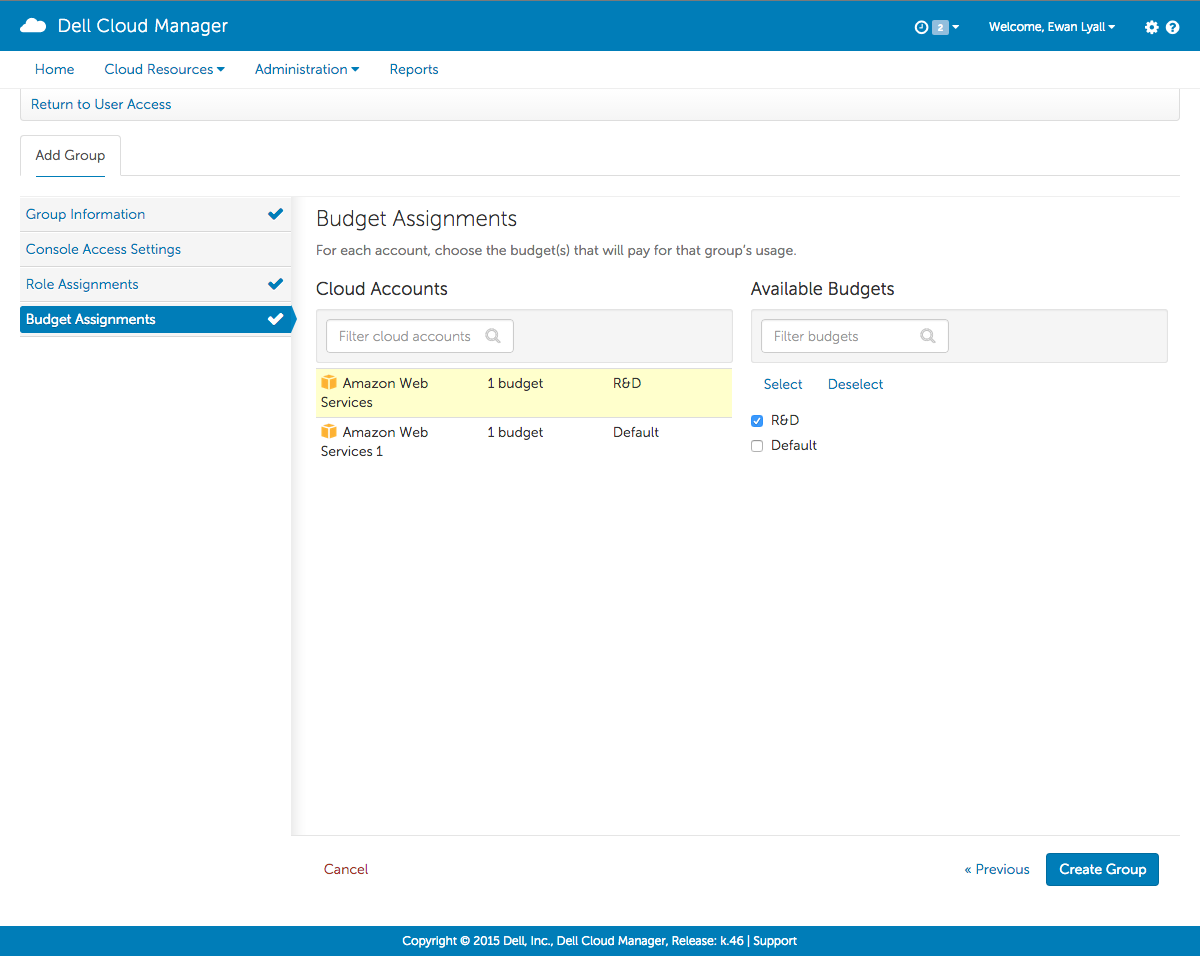 Dell Cloud Manager
2
Welcome, Ewan Lyall
Home Cloud Resources Administration Reports
Return to User Access
Add Group
Group Information
Console Access Settings
Role Assignments
Budget Assignments
Budget Assignments
For each account, choose the budget(s) that will pay for that group's usage.
Cloud Accounts
Filter cloud accounts
Amazon Web Services 1 budget R&D
Amazon Web Services 1 1 budget Default
Available Budgets
Filter budgets
Select Deselect
R&D
Default
Cancel
« Previous
Create Group
Copyright © 2015 Dell, Inc., Dell Cloud Manager, Release: k.46 | Support